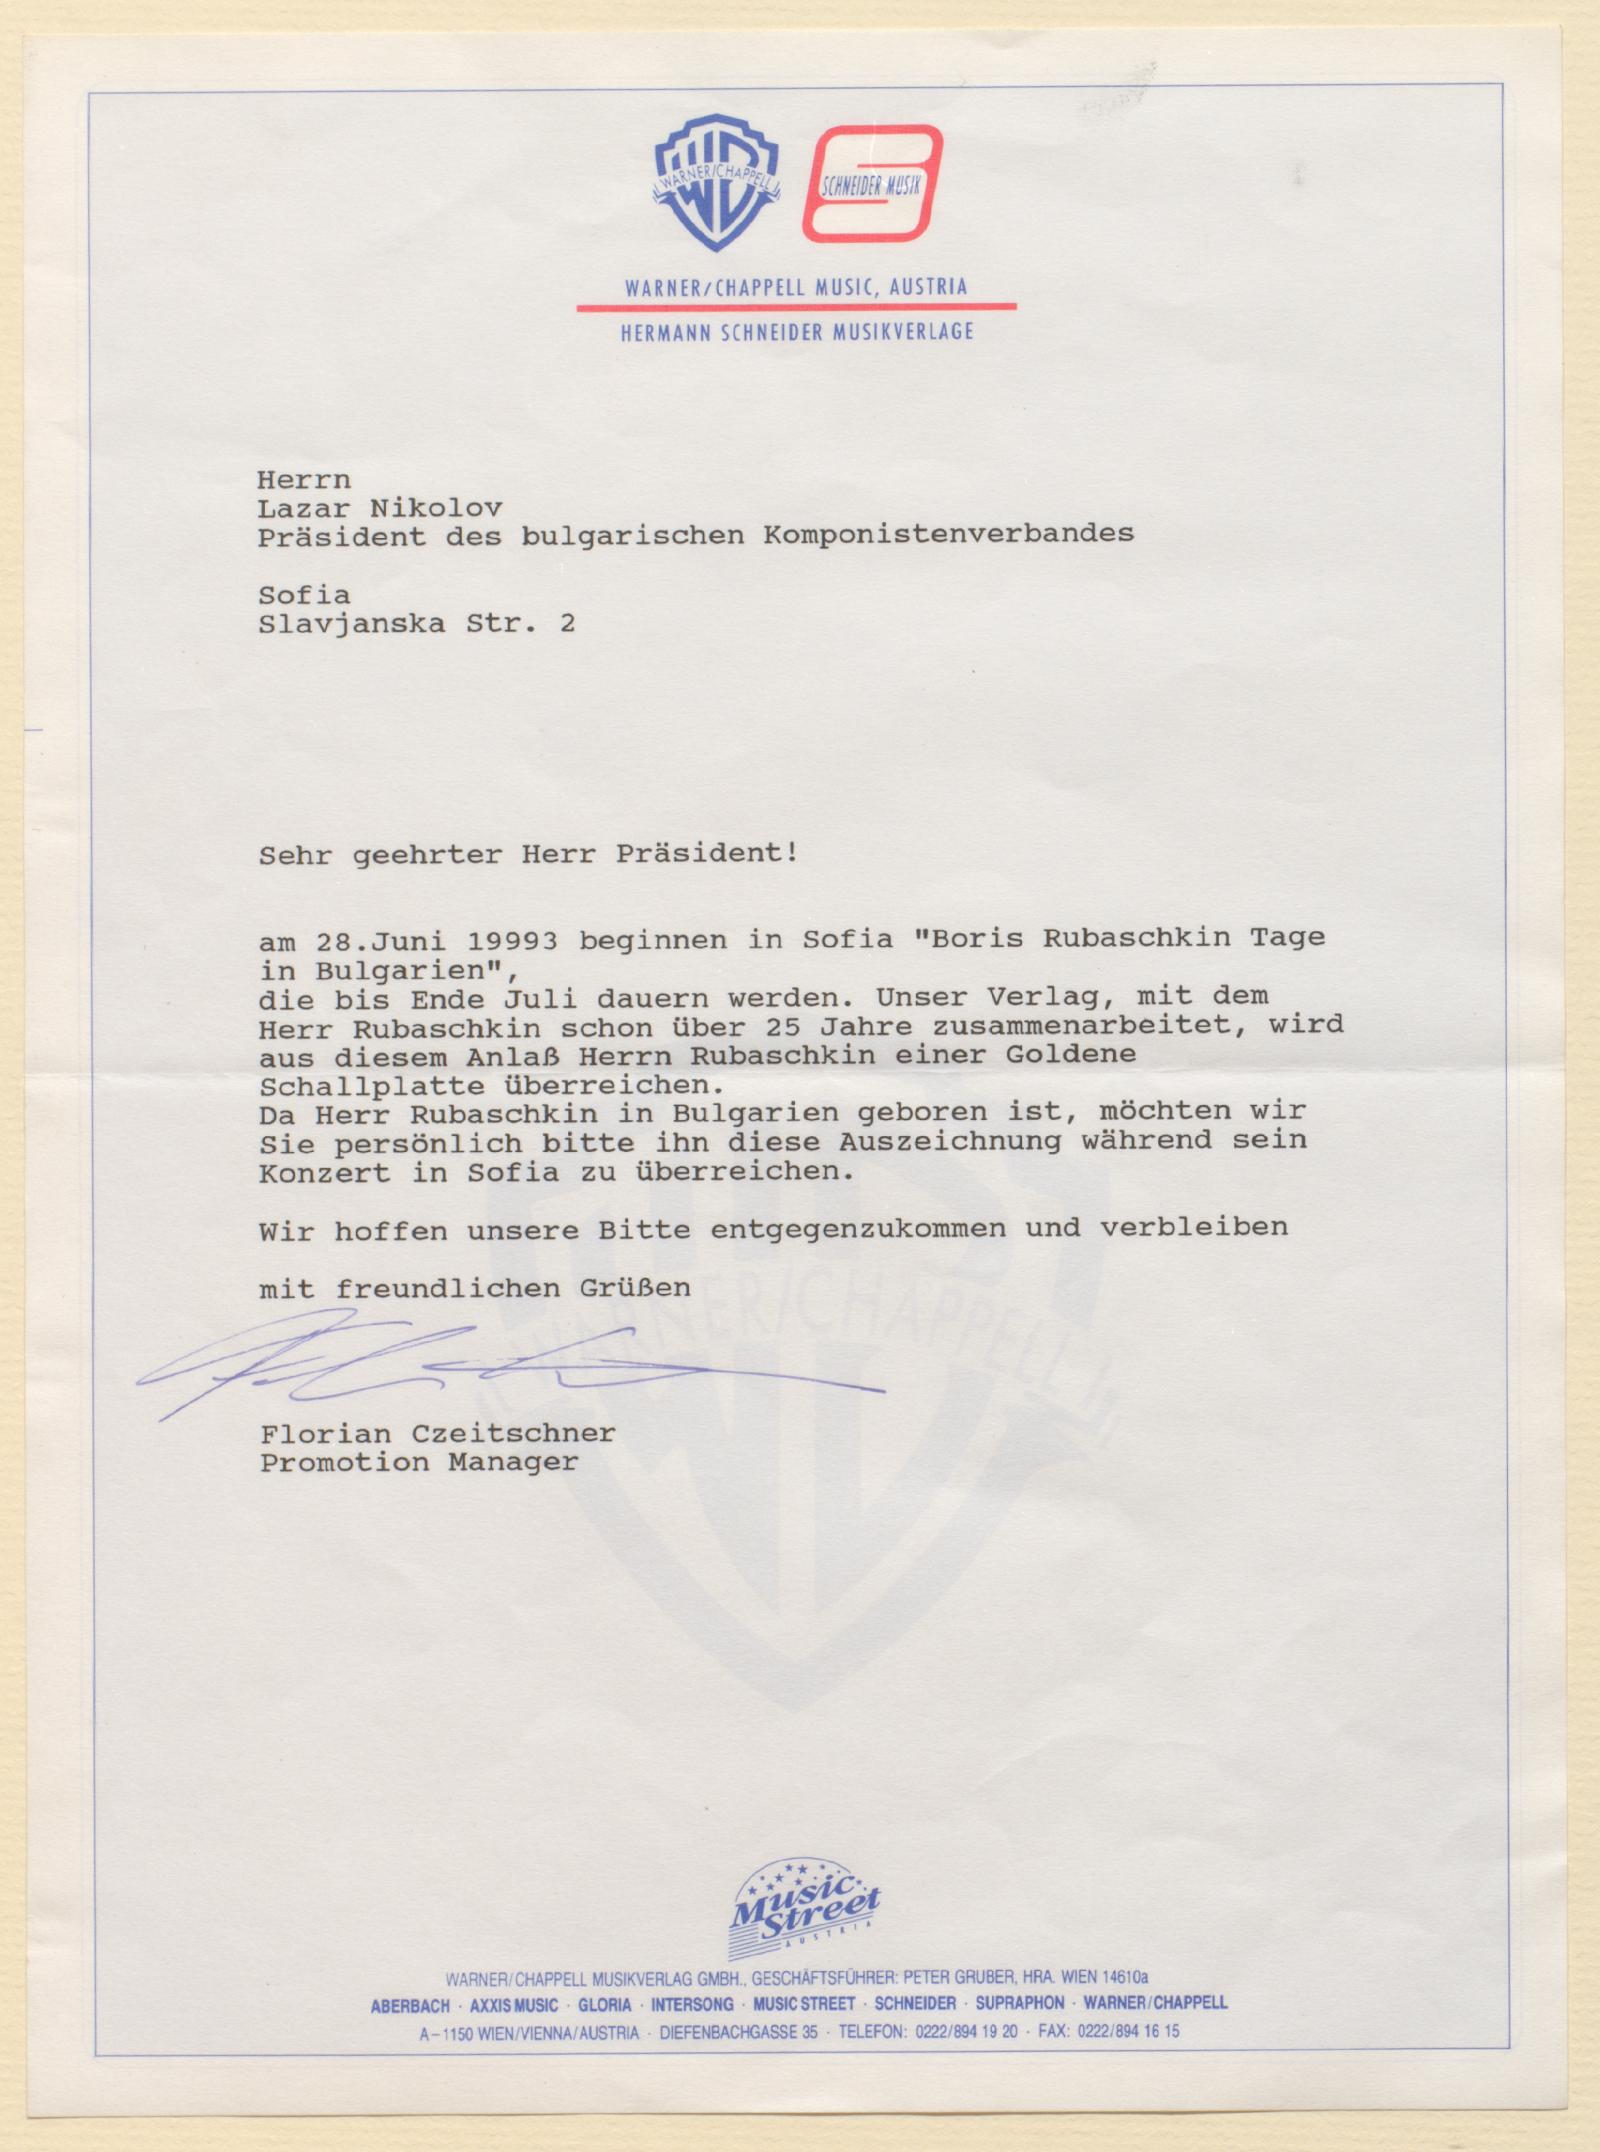 WARNER/CHAPPELL
SCHNEIDER MUSIK
WARNER/CHAPPELL MUSIC, AUSTRIA
HERMANN SCHNEIDER MUSIKVERLAGE
Herrn
Lazar Nikolov
Präsident des bulgarischen Komponistenverbandes
Sofia
Slavjanska Str. 2
Sehr geehrter Herr Präsident!
am 28.Juni 19993 beginnen in Sofia "Boris Rubaschkin Tage
in Bulgarien",
die bis Ende Juli dauern werden. Unser Verlag, mit dem
Herr Rubaschkin schon über 25 Jahre zusammenarbeitet, wird
aus diesem Anlaß Herrn Rubaschkin einer Goldene
Schallplatte überreichen.
Da Herr Rubaschkin in Bulgarien geboren ist, möchten wir
Sie persönlich bitte ihn diese Auszeichnung während sein
Konzert in Sofia zu überreichen.
Wir hoffen unsere Bitte entgegenzukommen und verbleiben
mit freundlichen Grüßen
WARNER/CHAPPELL
Florian Czeitschner
Promotion Manager
Music
Street
AUSTRIA
WARNER/CHAPPELL MUSIKVERLAG GMBH., GESCHÄFTSFÜHRER: PETER GRUBER, HRA. WIEN 14610a
ABERBACH · AXXIS MUSIC · GLORIA · INTERSONG · MUSIC STREET · SCHNEIDER · SUPRAPHON · WARNER/CHAPPELL
A–1150 WIEN/VIENNA/AUSTRIA · DIEFENBACHGASSE 35 · TELEFON: 0222/894 19 20 · FAX: 0222/894 16 15